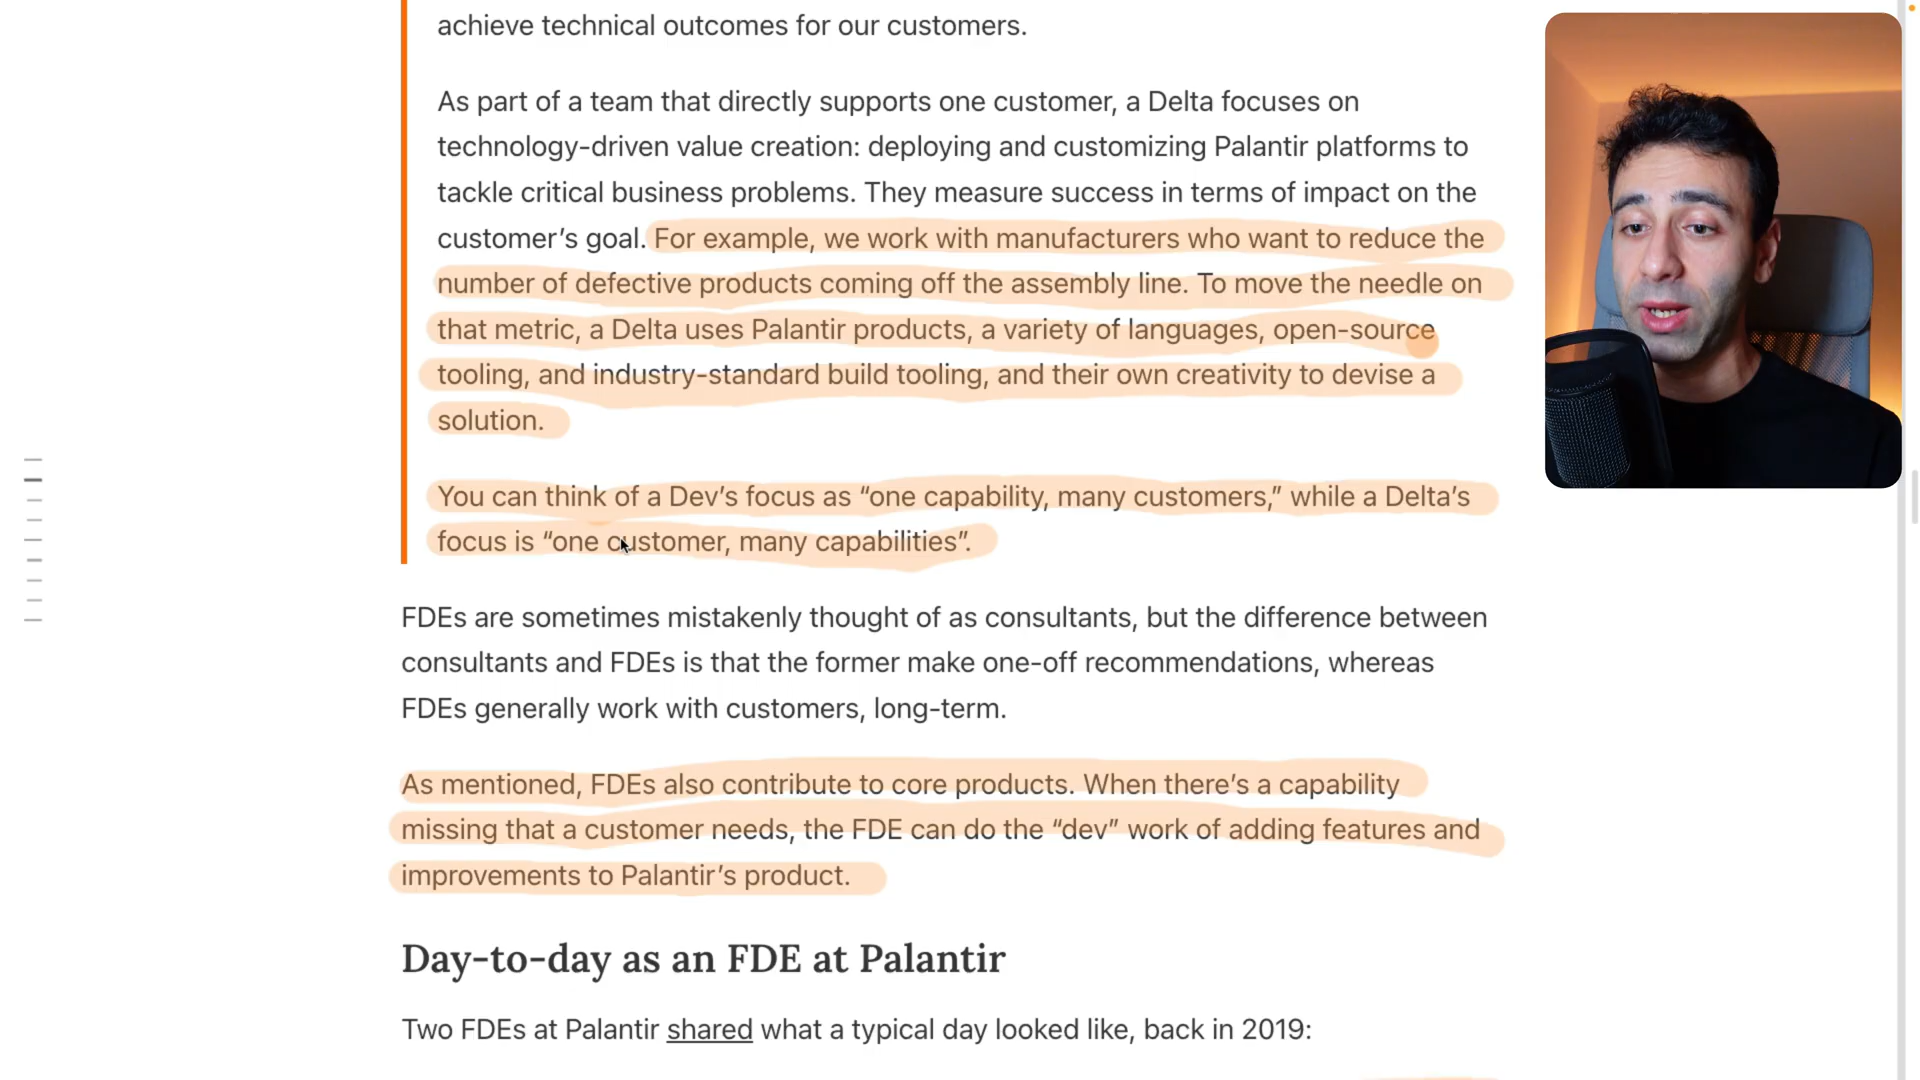 achieve technical outcomes for our customers.
As part of a team that directly supports one customer, a Delta focuses on
technology-driven value creation: deploying and customizing Palantir platforms to
tackle critical business problems. They measure success in terms of impact on the
customer’s goal. For example, we work with manufacturers who want to reduce the
number of defective products coming off the assembly line. To move the needle on
that metric, a Delta uses Palantir products, a variety of languages, open-source
tooling, and industry-standard build tooling, and their own creativity to devise a
solution.
You can think of a Dev’s focus as “one capability, many customers,” while a Delta’s
focus is “one customer, many capabilities”.
FDEs are sometimes mistakenly thought of as consultants, but the difference between
consultants and FDEs is that the former make one-off recommendations, whereas
FDEs generally work with customers, long-term.
As mentioned, FDEs also contribute to core products. When there’s a capability
missing that a customer needs, the FDE can do the “dev” work of adding features and
improvements to Palantir’s product.
Day-to-day as an FDE at Palantir
Two FDEs at Palantir shared what a typical day looked like, back in 2019: